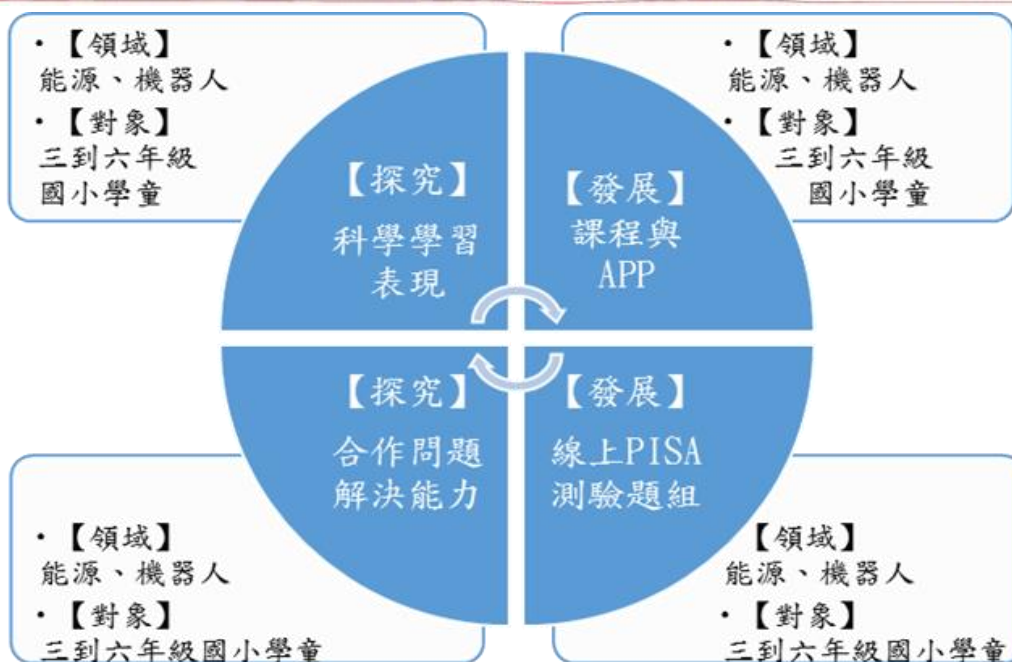 ・【領域】
能源、機器人
・【對象】
三到六年級
國小學童
【探究】
科學學習
表現
【發展】
課程與
APP
・【領域】
能源、機器人
・【對象】
三到六年級
國小學童
【探究】
合作問題
解決能力
【發展】
線上PISA
測驗題組
・【領域】
能源、機器人
・【對象】
三到六年級國小學童
【領域】
能源、機器人
・【對象】
三到六年級國小學童